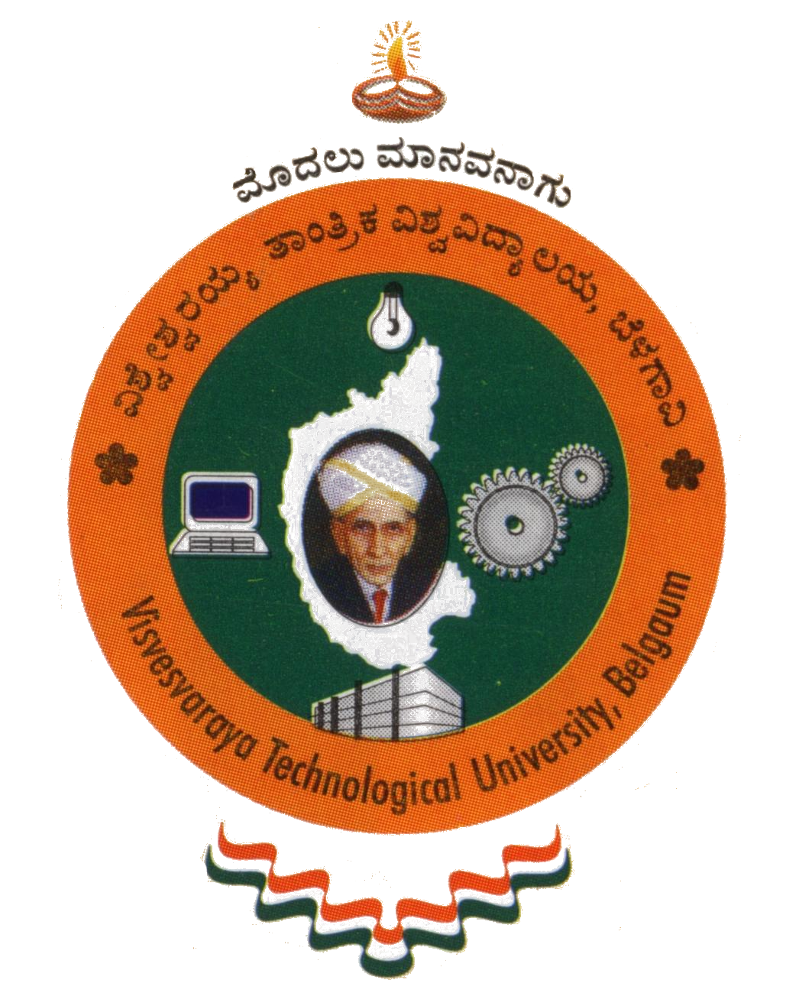 ಮೊದಲು ಮಾನವನಾಗು
ವಿಶ್ವೇಶ್ವರಯ್ಯ ತಾಂತ್ರಿಕ ವಿಶ್ವವಿದ್ಯಾಲಯ, ಬೆಳಗಾವಿ
Visvesvaraya Technological University, Belgaum